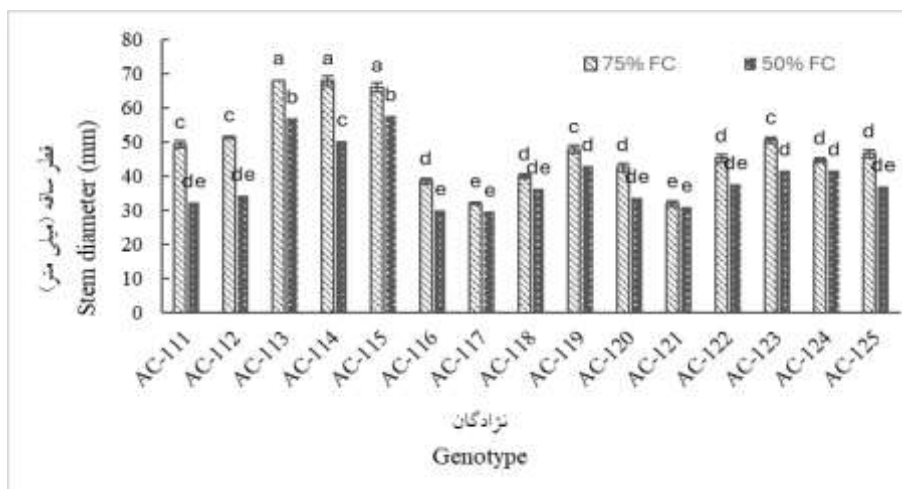 80
70
60
50
40
30
20
10
0
قطر ساقه (میلی متر)
Stem diameter (mm)
75% FC 50% FC
c de c de a b a c a b d e e e d de c d d de e e d de c d d d d de
AC-111 AC-112 AC-113 AC-114 AC-115 AC-116 AC-117 AC-118 AC-119 AC-120 AC-121 AC-122 AC-123 AC-124 AC-125
نژادگان
Genotype